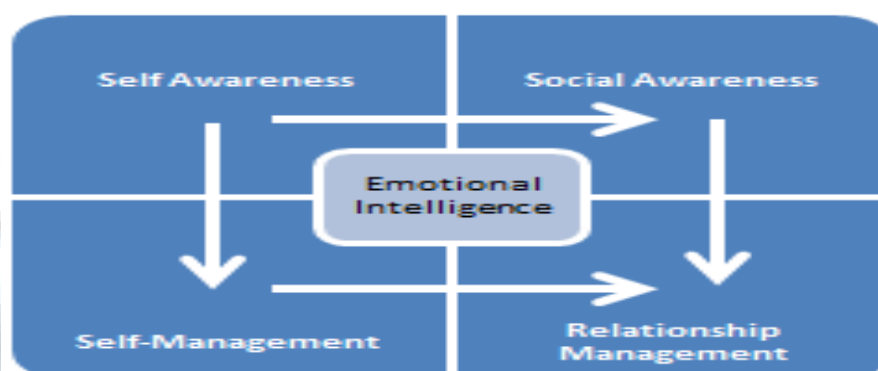 Self Awareness
Social Awareness
Emotional
Intelligence
Self-Management
Relationship
Management